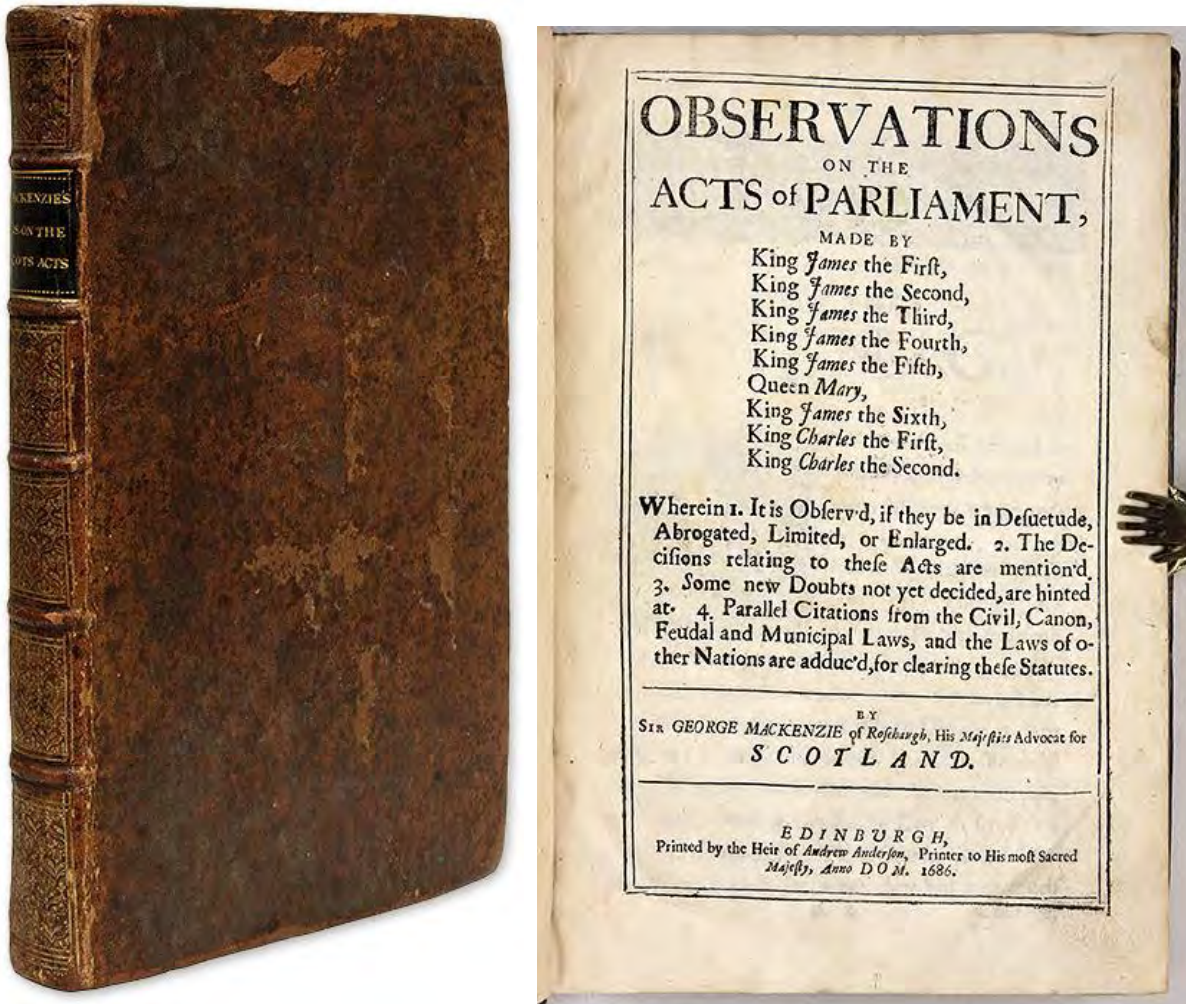 ACKENZIE'S
S ON THE
OTS ACTS
OBSERVATIONS
ON THE
ACTS of PARLIAMENT,
MADE BY
King James the Firſt,
King James the Second,
King James the Third,
King James the Fourth,
King James the Fifth,
Queen Mary,
King James the Sixth,
King Charles the Firſt,
King Charles the Second.
Wherein 1. It is Obſerv'd, if they be in Deſuetude,
Abrogated, Limited, or Enlarged. 2. The De-
ciſions relating to theſe Acts are mention'd.
3. Some new Doubts not yet decided, are hinted
at. 4. Parallel Citations from the Civil, Canon,
Feudal and Municipal Laws, and the Laws of o-
ther Nations are adduc'd, for clearing theſe Statutes.
BY
SIR GEORGE MACKENZIE of Roſehaugh, His Majeſties Advocat for
SCOTLAND.
EDINBURGH,
Printed by the Heir of Andrew Anderſon, Printer to His moſt Sacred
Majeſty, Anno DOM. 1686.